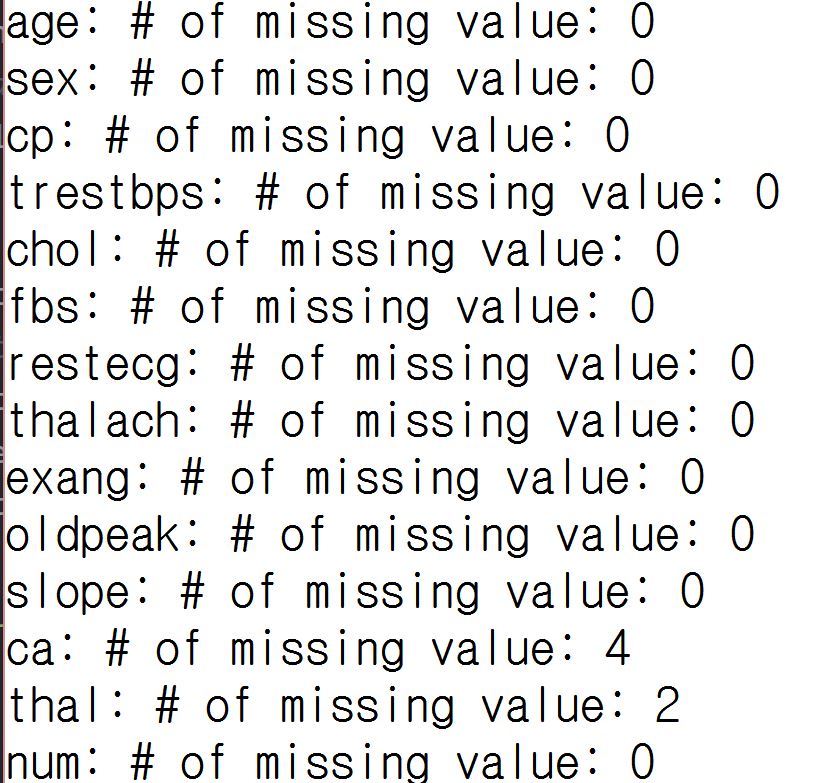 age: # of missing value: 0
sex: # of missing value: 0
cp: # of missing value: 0
trestbps: # of missing value: 0
chol: # of missing value: 0
fbs: # of missing value: 0
restecg: # of missing value: 0
thalach: # of missing value: 0
exang: # of missing value: 0
oldpeak: # of missing value: 0
slope: # of missing value: 0
ca: # of missing value: 4
thal: # of missing value: 2
num: # of missing value: 0